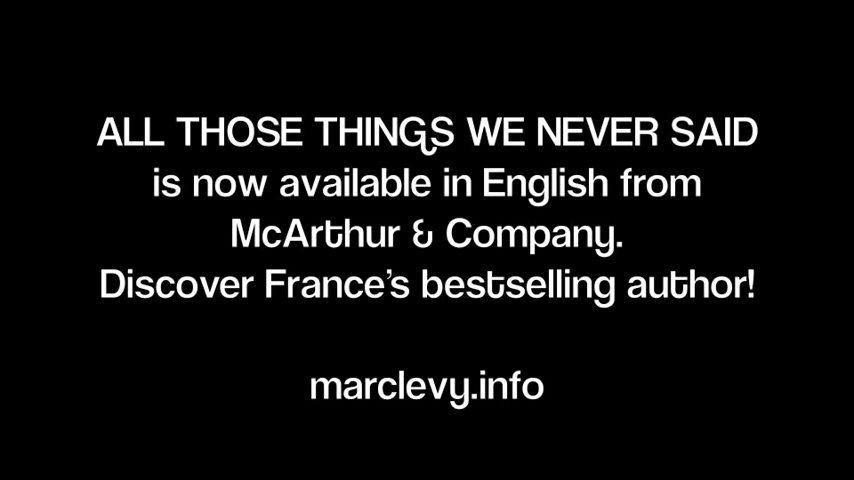 ALL THOSE THINGS WE NEVER SAID
is now available in English from
McArthur & Company.
Discover France's bestselling author!
marclevy.info